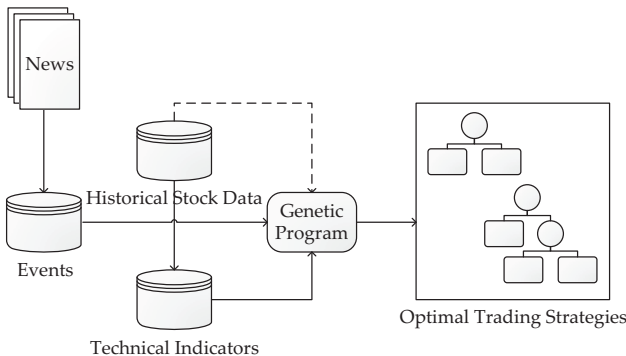 News
Historical Stock Data
Genetic
Program
Events
Optimal Trading Strategies
Technical Indicators